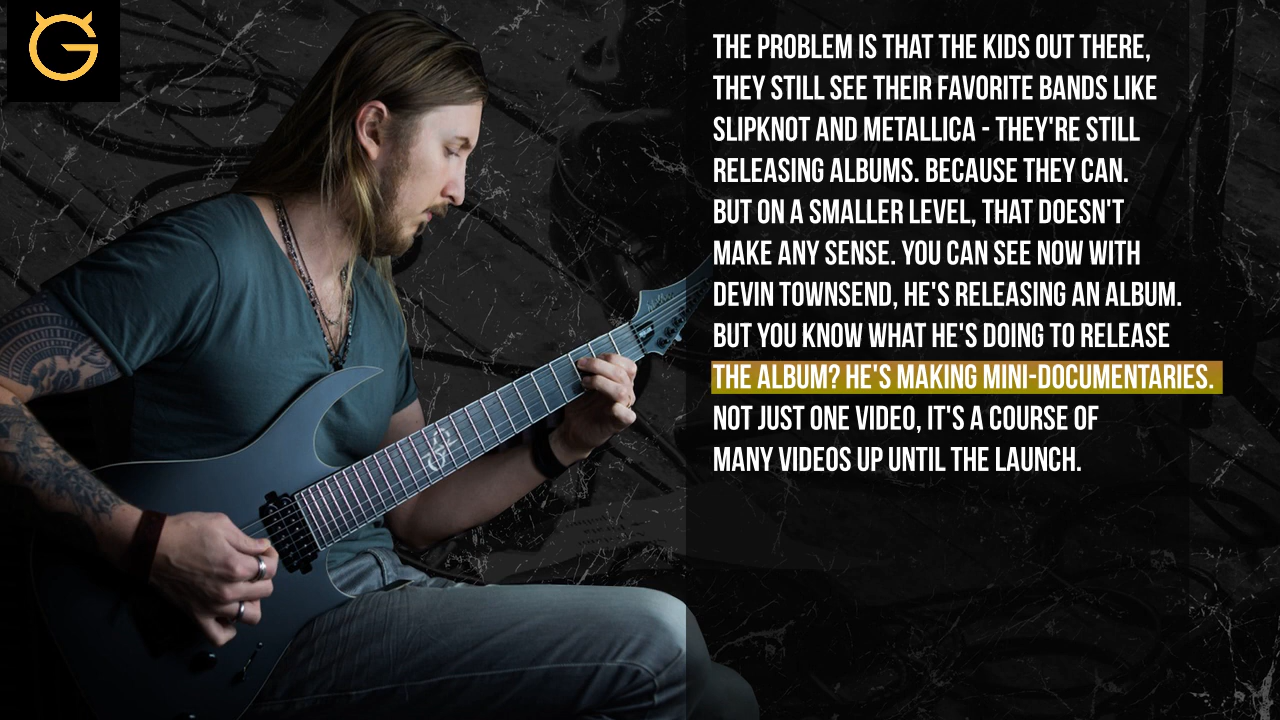 THE PROBLEM IS THAT THE KIDS OUT THERE,
THEY STILL SEE THEIR FAVORITE BANDS LIKE
SLIPKNOT AND METALLICA - THEY'RE STILL
RELEASING ALBUMS. BECAUSE THEY CAN.
BUT ON A SMALLER LEVEL, THAT DOESN'T
MAKE ANY SENSE. YOU CAN SEE NOW WITH
DEVIN TOWNSEND, HE'S RELEASING AN ALBUM.
BUT YOU KNOW WHAT HE'S DOING TO RELEASE
THE ALBUM? HE'S MAKING MINI-DOCUMENTARIES.
NOT JUST ONE VIDEO, IT'S A COURSE OF
MANY VIDEOS UP UNTIL THE LAUNCH.